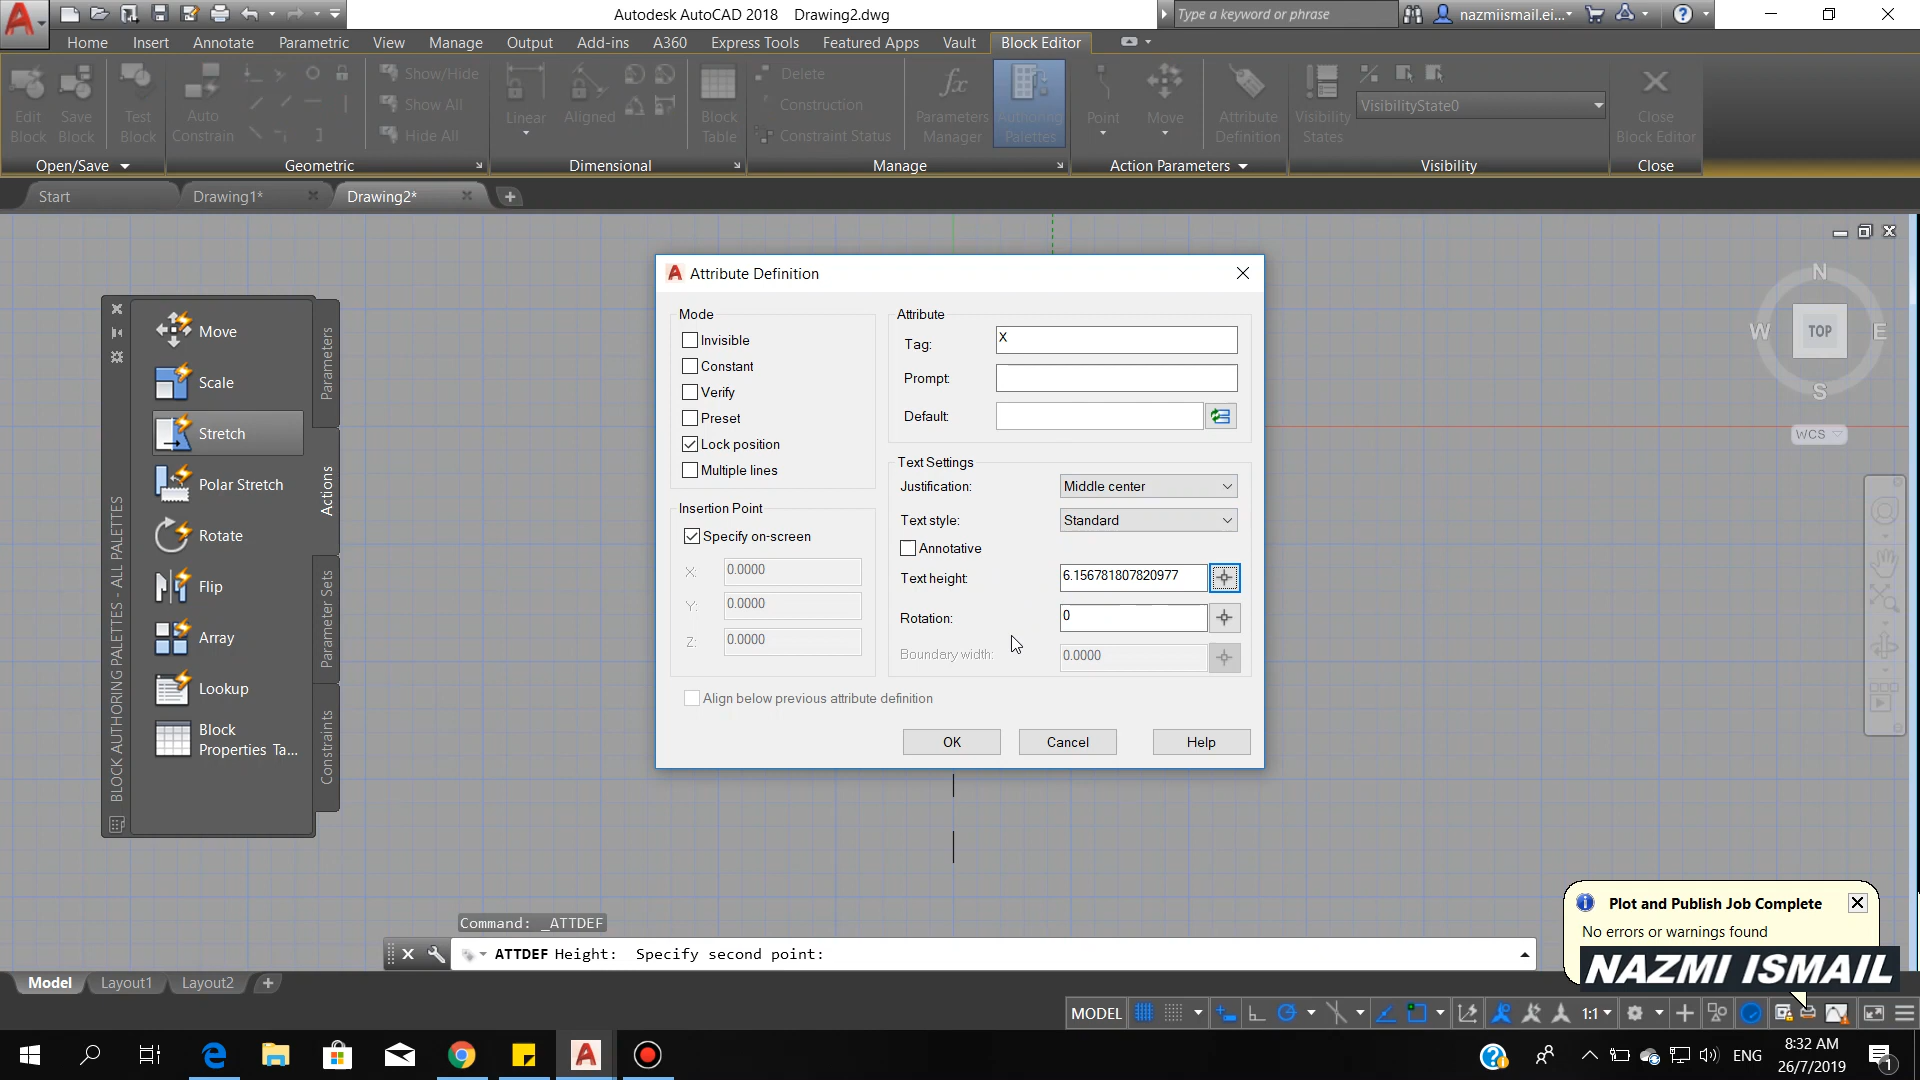 Autodesk AutoCAD 2018    Drawing2.dwg
Type a keyword or phrase
nazmiismail.ei...
Home Insert Annotate Parametric View Manage Output Add-ins A360 Express Tools Featured Apps Vault Block Editor
Edit Block
Save Block
Test Block
Auto Constrain
Show/Hide
Show All
Hide All
Linear
Aligned
Block Table
Delete
Construction
Constraint Status
Parameters Manager
Authoring Palettes
Point
Move
Attribute Definition
Visibility States
VisibilityState0
Close Block Editor
Open/Save
Geometric
Dimensional
Manage
Action Parameters
Visibility
Close
Start
Drawing1*
Drawing2*
N
W
TOP
E
S
WCS
BLOCK AUTHORING PALETTES - ALL PALETTES
Move
Scale
Stretch
Polar Stretch
Rotate
Flip
Array
Lookup
Block
Properties Ta...
Parameters
Actions
Parameter Sets
Constraints
Attribute Definition
Mode
Invisible
Constant
Verify
Preset
Lock position
Multiple lines
Insertion Point
Specify on-screen
X: 0.0000
Y: 0.0000
Z: 0.0000
Align below previous attribute definition
Attribute
Tag: X
Prompt:
Default:
Text Settings
Justification: Middle center
Text style: Standard
Annotative
Text height: 6.156781807820977
Rotation: 0
Boundary width: 0.0000
OK
Cancel
Help
Command: _ATTDEF
ATTDEF Height:  Specify second point:
Plot and Publish Job Complete
No errors or warnings found
NAZMI ISMAIL
Model Layout1 Layout2
MODEL
1:1
ENG
8:32 AM
26/7/2019
1